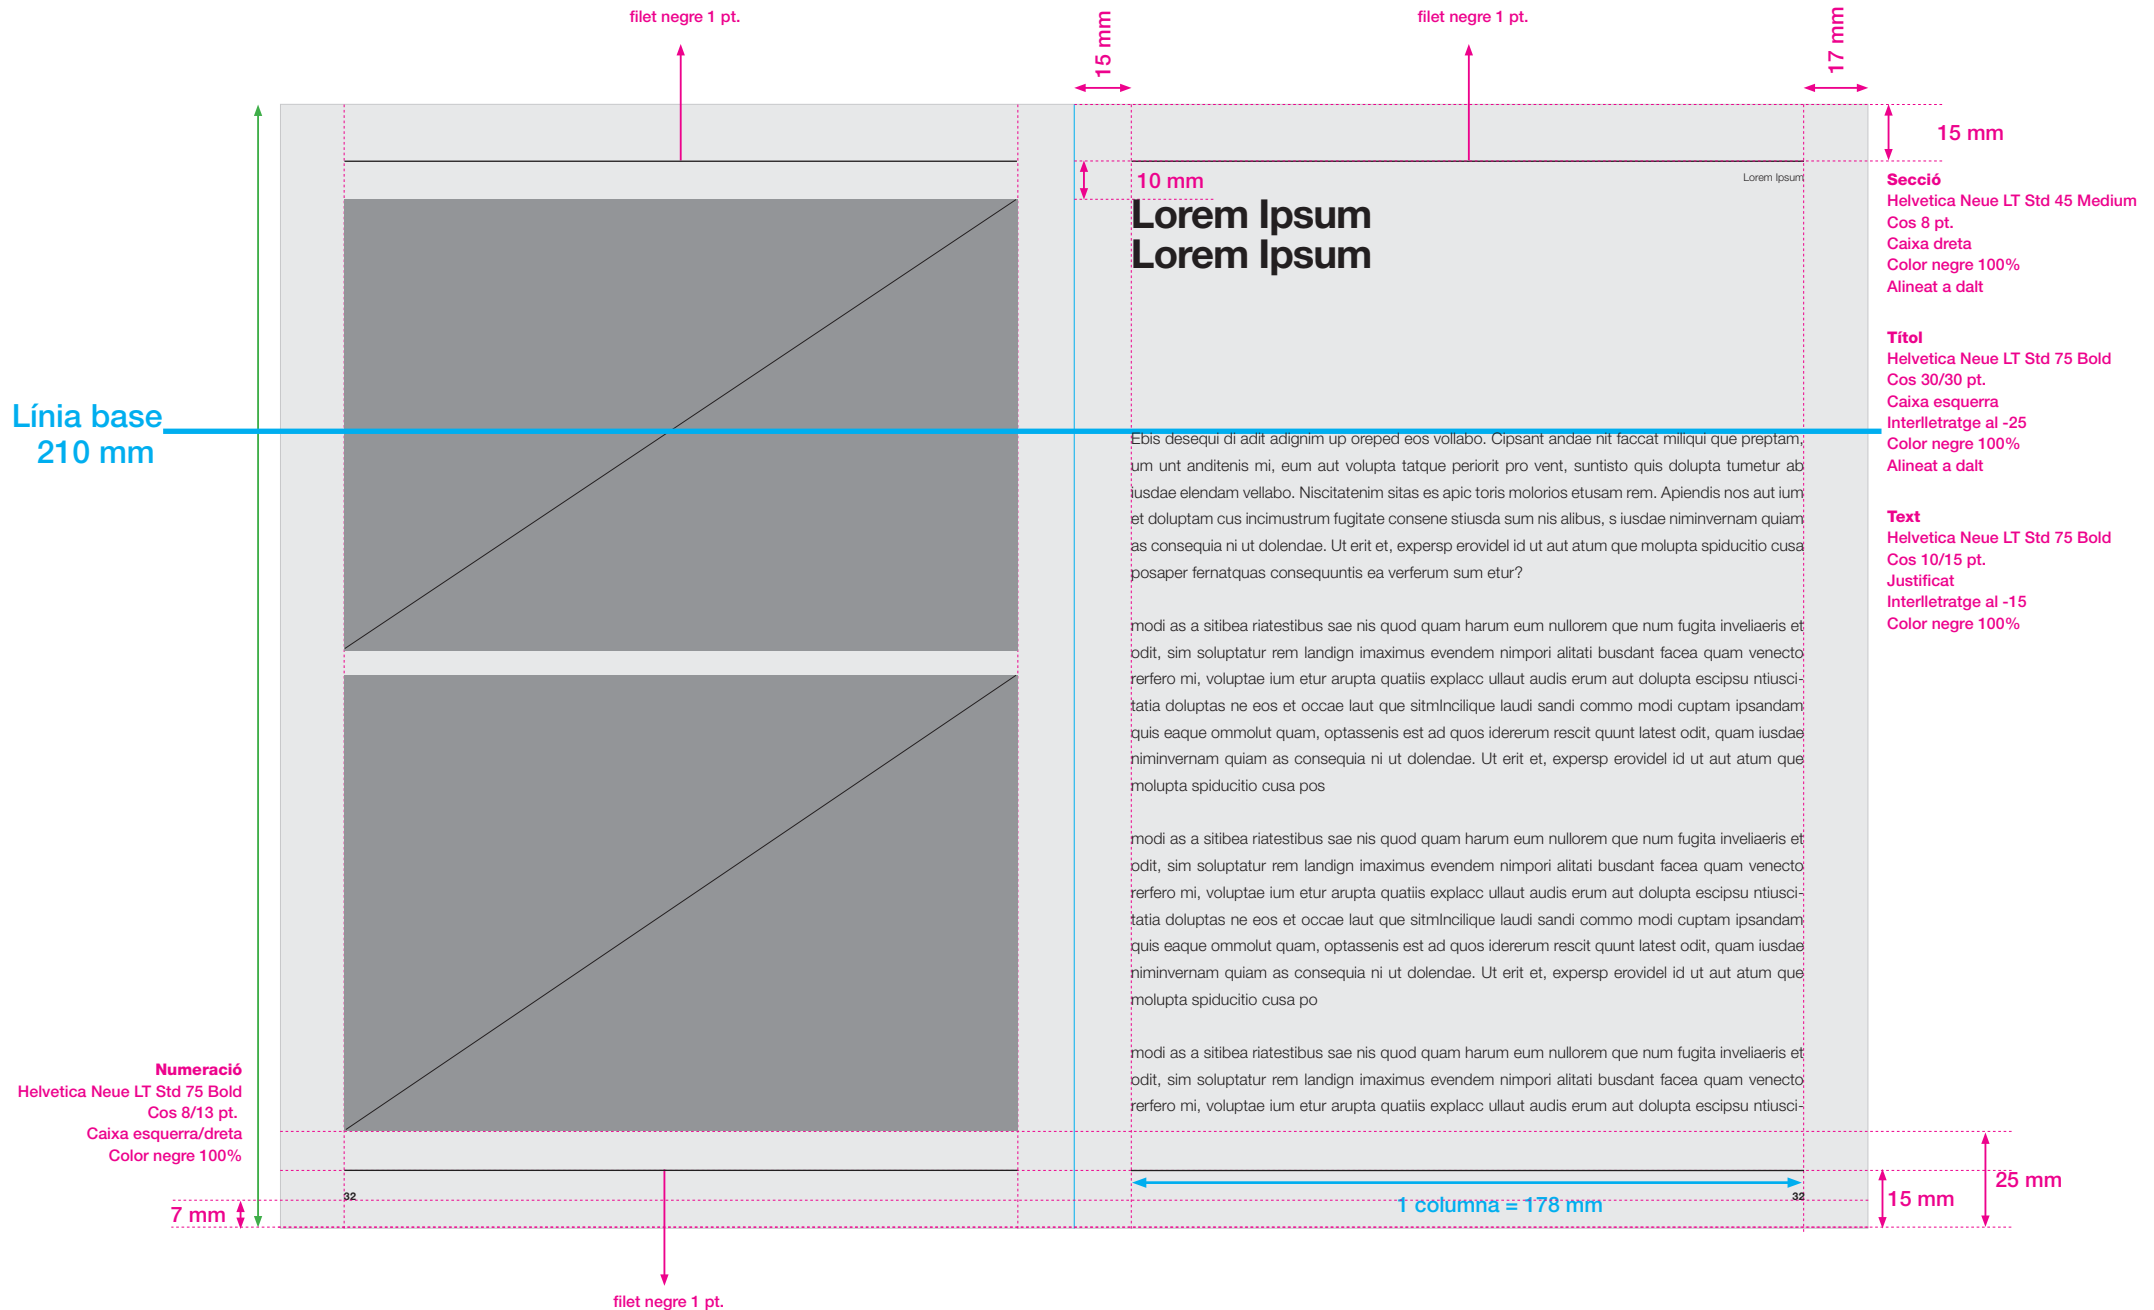 filet negre 1 pt.
15 mm
filet negre 1 pt.
17 mm
15 mm
10 mm
Lorem Ipsum
Lorem Ipsum
Lorem Ipsum
Secció
Helvetica Neue LT Std 45 Medium
Cos 8 pt.
Caixa dreta
Color negre 100%
Alineat a dalt
Títol
Helvetica Neue LT Std 75 Bold
Cos 30/30 pt.
Caixa esquerra
Interlletratge al -25
Color negre 100%
Alineat a dalt
Text
Helvetica Neue LT Std 75 Bold
Cos 10/15 pt.
Justificat
Interlletratge al -15
Color negre 100%
Línia base
210 mm
Ebis desequi di adit adignim up oreped eos vollabo. Cipsant andae nit faccat miliqui que preptam,
um unt anditenis mi, eum aut volupta tatque periorit pro vent, suntisto quis dolupta tumetur ab
iusdae elendam vellabo. Niscitatenim sitas es apic toris molorios etusam rem. Apiendis nos aut ium
et doluptam cus incimustrum fugitate consene stiusda sum nis alibus, s iusdae niminvernam quiam
as consequia ni ut dolendae. Ut erit et, expersp erovidel id ut aut atum que molupta spiducitio cusa
posaper fernatquas consequuntis ea verferum sum etur?
modi as a sitibea riatestibus sae nis quod quam harum eum nullorem que num fugita inveliaeris et
odit, sim soluptatur rem landign imaximus evendem nimpori alitati busdant facea quam venecto
rerfero mi, voluptae ium etur arupta quatiis explacc ullaut audis erum aut dolupta escipsu ntiusci-
tatia doluptas ne eos et occae laut que sitmIncilique laudi sandi commo modi cuptam ipsandam
quis eaque ommolut quam, optassenis est ad quos idererum rescit quunt latest odit, quam iusdae
niminvernam quiam as consequia ni ut dolendae. Ut erit et, expersp erovidel id ut aut atum que
molupta spiducitio cusa pos
modi as a sitibea riatestibus sae nis quod quam harum eum nullorem que num fugita inveliaeris et
odit, sim soluptatur rem landign imaximus evendem nimpori alitati busdant facea quam venecto
rerfero mi, voluptae ium etur arupta quatiis explacc ullaut audis erum aut dolupta escipsu ntiusci-
tatia doluptas ne eos et occae laut que sitmIncilique laudi sandi commo modi cuptam ipsandam
quis eaque ommolut quam, optassenis est ad quos idererum rescit quunt latest odit, quam iusdae
niminvernam quiam as consequia ni ut dolendae. Ut erit et, expersp erovidel id ut aut atum que
molupta spiducitio cusa po
modi as a sitibea riatestibus sae nis quod quam harum eum nullorem que num fugita inveliaeris et
odit, sim soluptatur rem landign imaximus evendem nimpori alitati busdant facea quam venecto
rerfero mi, voluptae ium etur arupta quatiis explacc ullaut audis erum aut dolupta escipsu ntiusci-
Numeració
Helvetica Neue LT Std 75 Bold
Cos 8/13 pt.
Caixa esquerra/dreta
Color negre 100%
7 mm
32
1 columna = 178 mm
32
15 mm
25 mm
filet negre 1 pt.